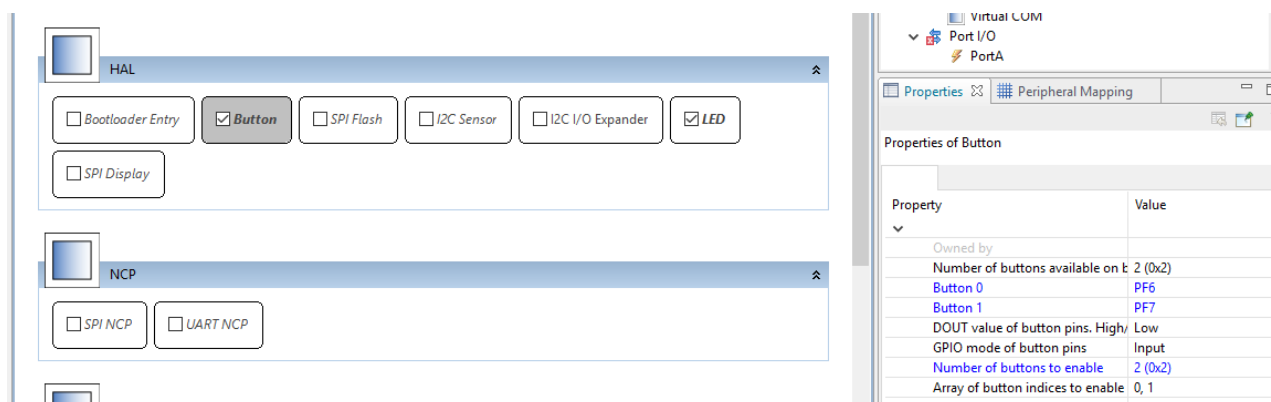 HAL
Bootloader Entry
Button
SPI Flash
I2C Sensor
I2C I/O Expander
LED
SPI Display
NCP
SPI NCP
UART NCP
Virtual COM
Port I/O
PortA
Properties
Peripheral Mapping
Properties of Button
Property Value
Owned by
Number of buttons available on b 2 (0x2)
Button 0 PF6
Button 1 PF7
DOUT value of button pins. High/ Low
GPIO mode of button pins Input
Number of buttons to enable 2 (0x2)
Array of button indices to enable 0, 1